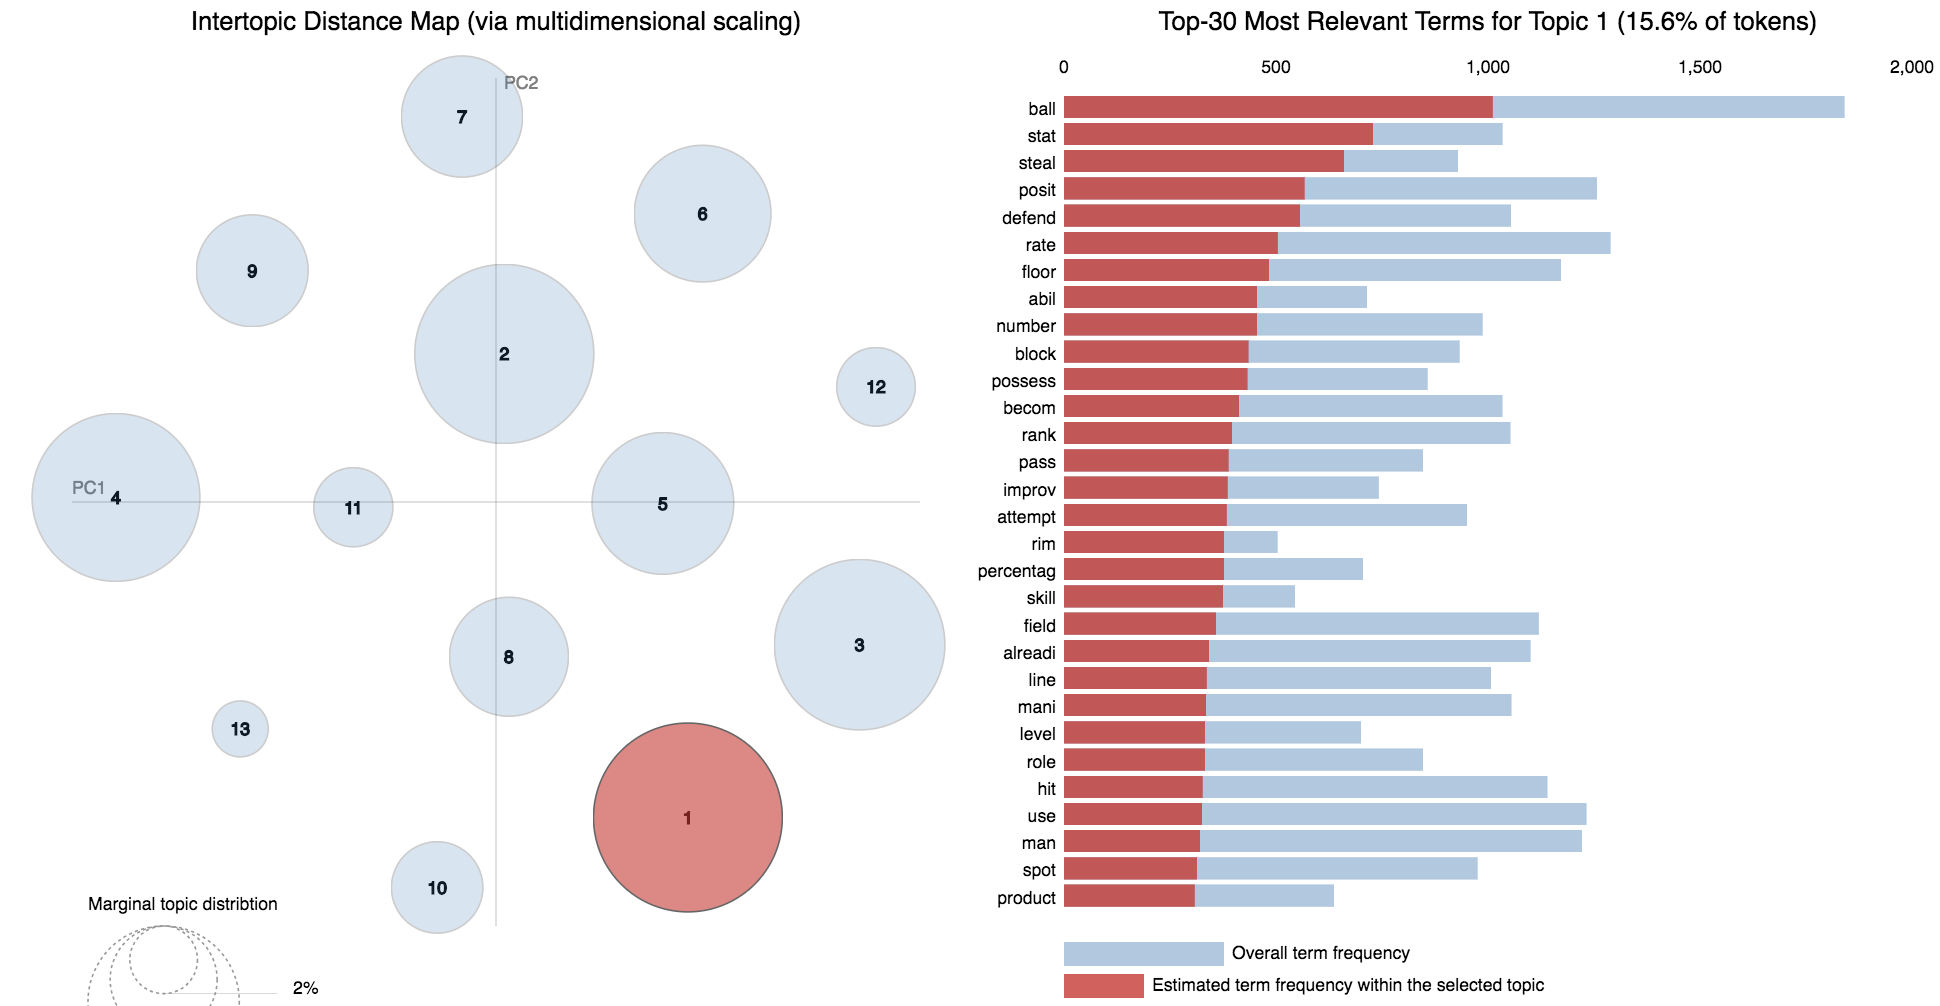 Intertopic Distance Map (via multidimensional scaling)
PC2
7
6
9
2
12
PC1
4
11
5
8
3
13
1
10
Marginal topic distribtion
2%
Top-30 Most Relevant Terms for Topic 1 (15.6% of tokens)
0 500 1,000 1,500 2,000
ball
stat
steal
posit
defend
rate
floor
abil
number
block
possess
becom
rank
pass
improv
attempt
rim
percentag
skill
field
alreadi
line
mani
level
role
hit
use
man
spot
product
Overall term frequency
Estimated term frequency within the selected topic